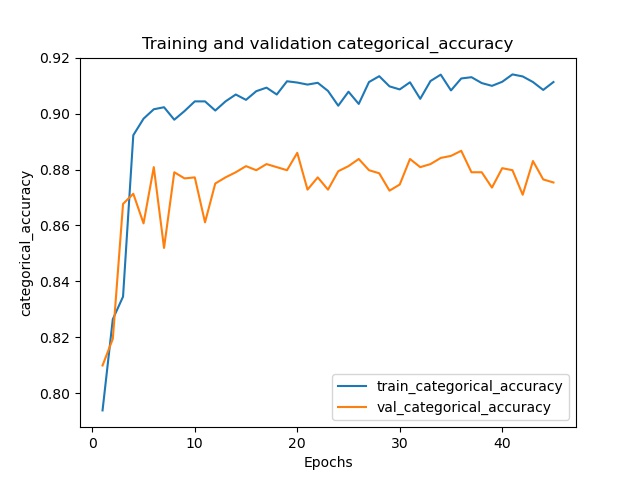 Training and validation categorical_accuracy
0.92
0.90
0.88
0.86
0.84
0.82
0.80
categorical_accuracy
train_categorical_accuracy
val_categorical_accuracy
0 10 20 30 40
Epochs